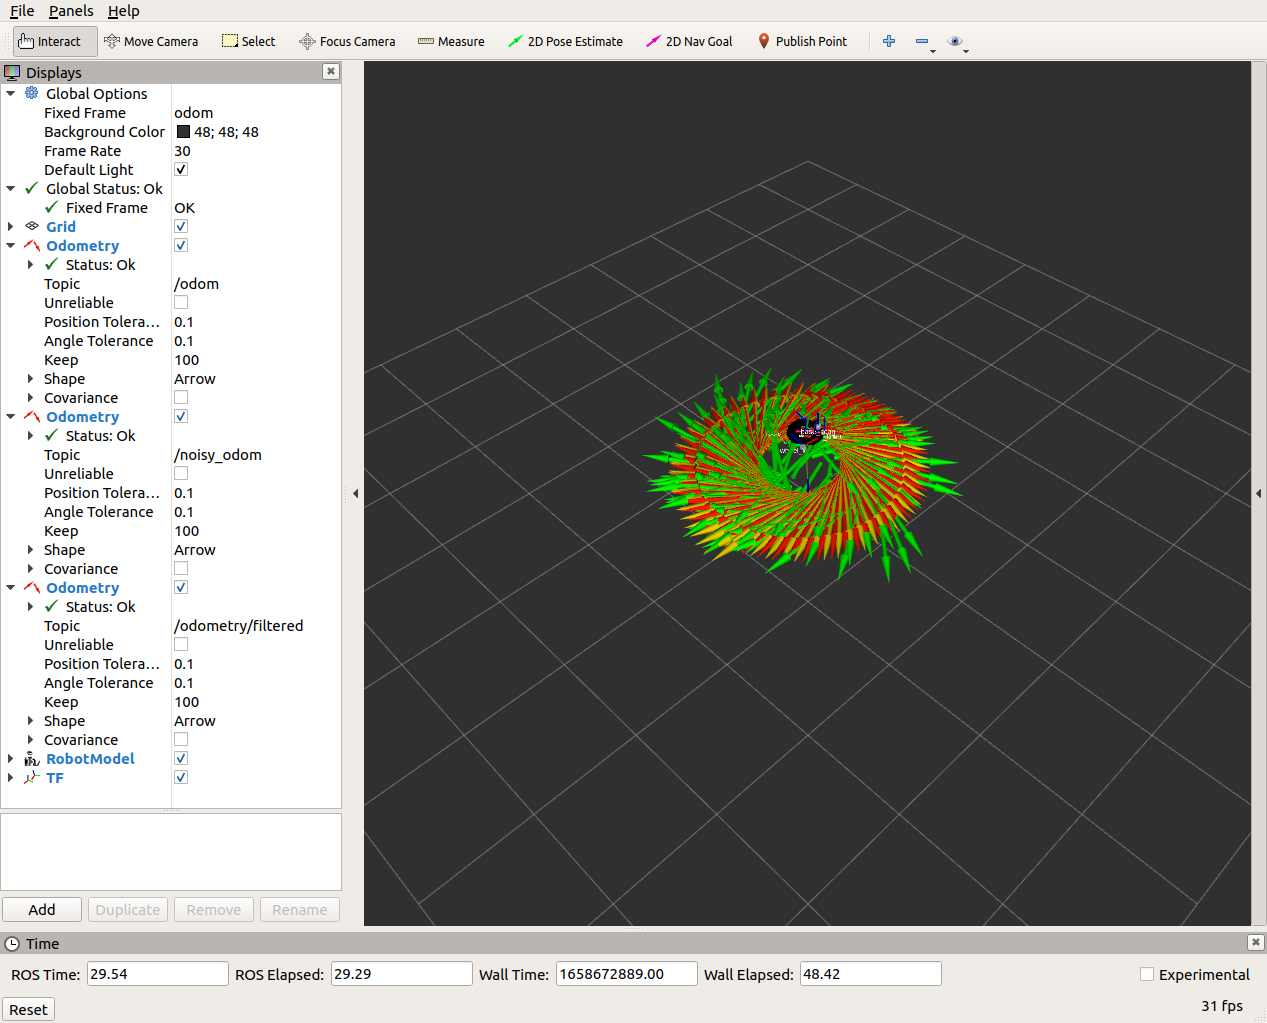 File Panels Help
Interact Move Camera Select Focus Camera Measure 2D Pose Estimate 2D Nav Goal Publish Point
Displays
Global Options
Fixed Frame odom
Background Color 48; 48; 48
Frame Rate 30
Default Light
Global Status: Ok
Fixed Frame OK
Grid
Odometry
Status: Ok
Topic /odom
Unreliable
Position Tolera...  0.1
Angle Tolerance 0.1
Keep 100
Shape Arrow
Covariance
Odometry
Status: Ok
Topic /noisy_odom
Unreliable
Position Tolera... 0.1
Angle Tolerance 0.1
Keep 100
Shape Arrow
Covariance
Odometry
Status: Ok
Topic /odometry/filtered
Unreliable
Position Tolera... 0.1
Angle Tolerance 0.1
Keep 100
Shape Arrow
Covariance
RobotModel
TF
Add Duplicate Remove Rename
Time
ROS Time: 29.54 ROS Elapsed: 29.29 Wall Time: 1658672889.00 Wall Elapsed: 48.42 Experimental
Reset 31 fps